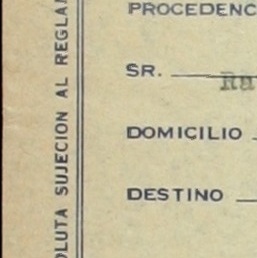 PROCEDENC
SR.
DOMICILIO
DESTINO
OLUTA SUJECION AL REGLA